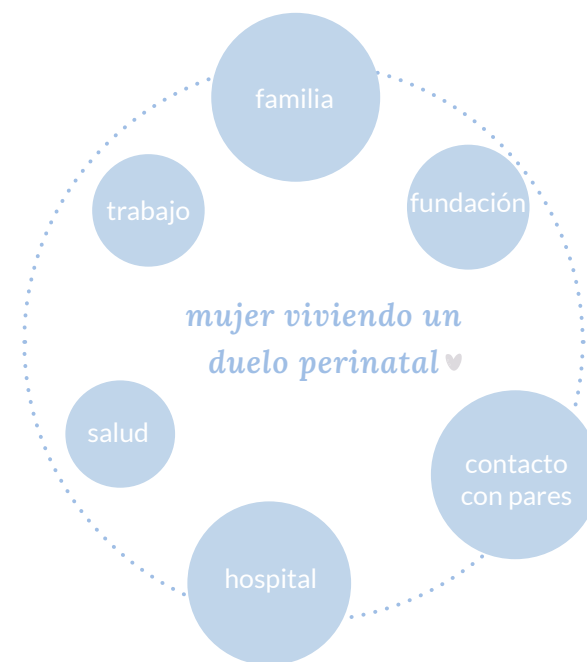 familia
trabajo
fundación
mujer viviendo un
duelo perinatal
salud
contacto
con pares
hospital